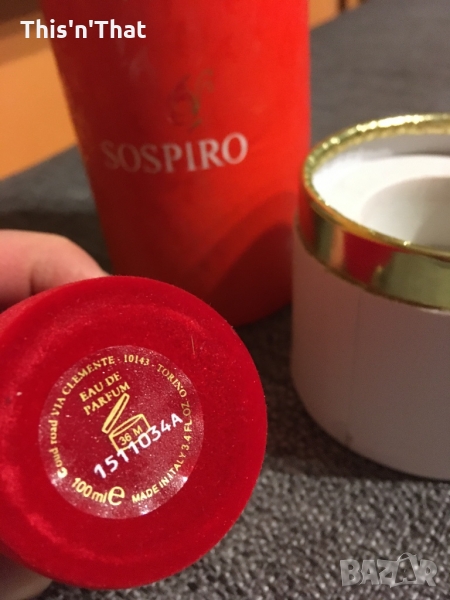 This'n'That
SOSPIRO
VIA CLEMENTE · 10143 · TORINO
EAU DE
PARFUM
36 M
1511034A
100ml e
MADE IN ITALY 3.4 FL.OZ
BAZAR